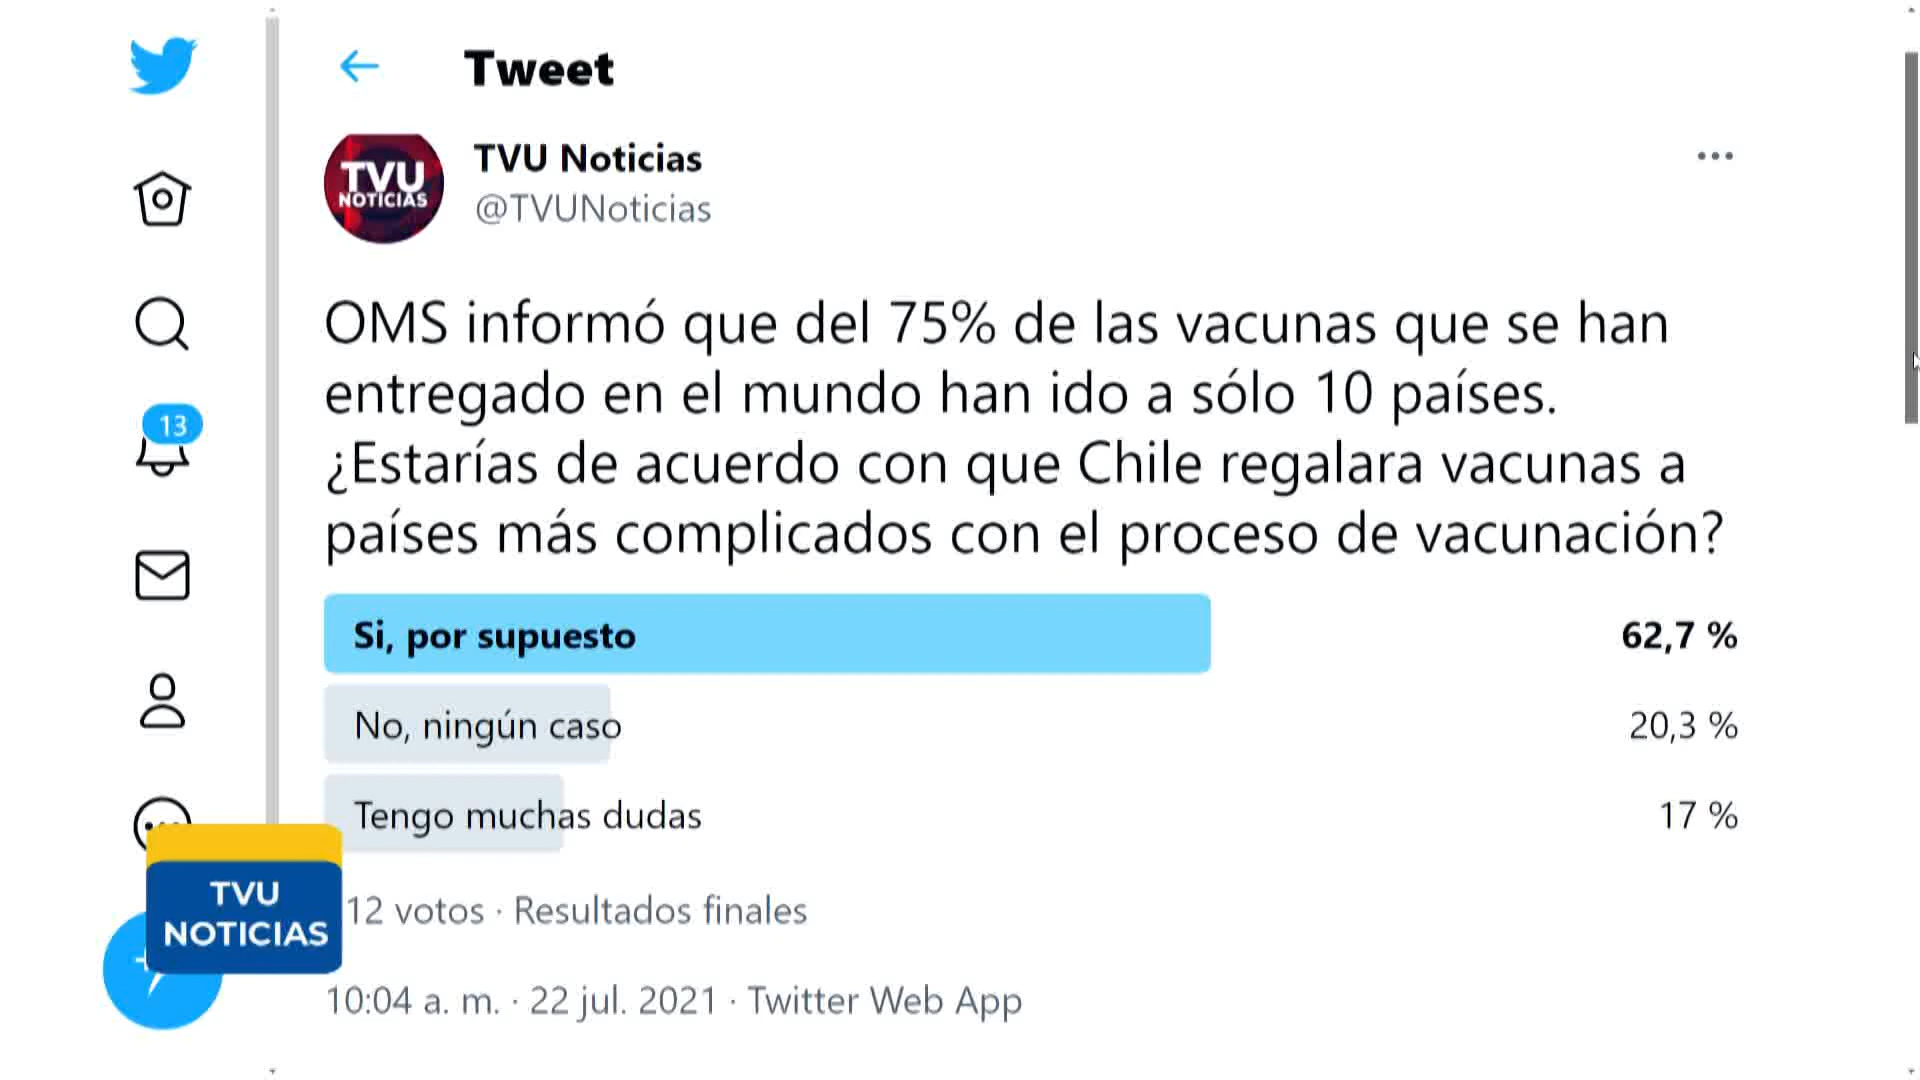 Tweet
TVU
NOTICIAS
TVU Noticias
@TVUNoticias
OMS informó que del 75% de las vacunas que se han
entregado en el mundo han ido a sólo 10 países.
¿Estarías de acuerdo con que Chile regalara vacunas a
países más complicados con el proceso de vacunación?
13
Si, por supuesto 62,7 %
No, ningún caso 20,3 %
Tengo muchas dudas 17 %
TVU
NOTICIAS
votos · Resultados finales
10:04 a. m. · 22 jul. 2021 · Twitter Web App